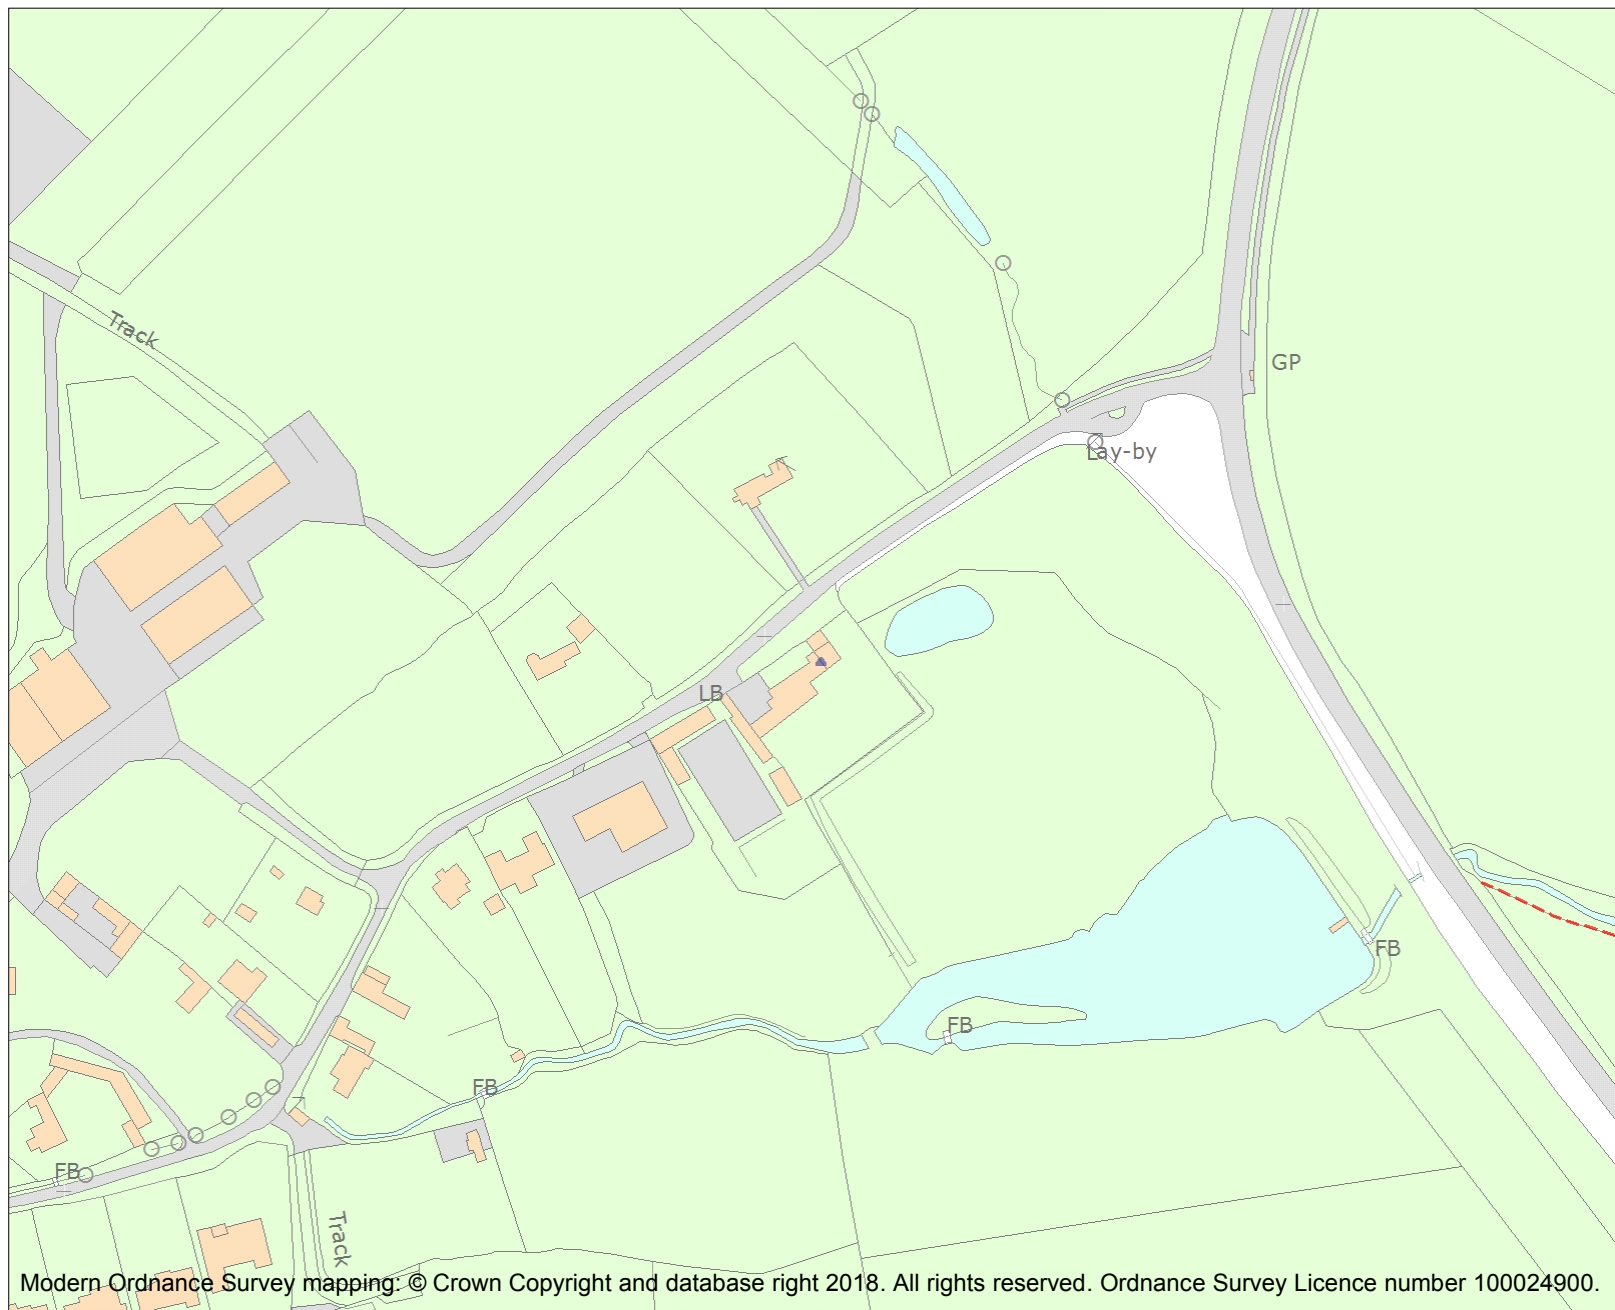 Track
GP
Lay-by
LB
FB
FB
FB
FB
Track
Modern Ordnance Survey mapping: © Crown Copyright and database right 2018. All rights reserved. Ordnance Survey Licence number 100024900.